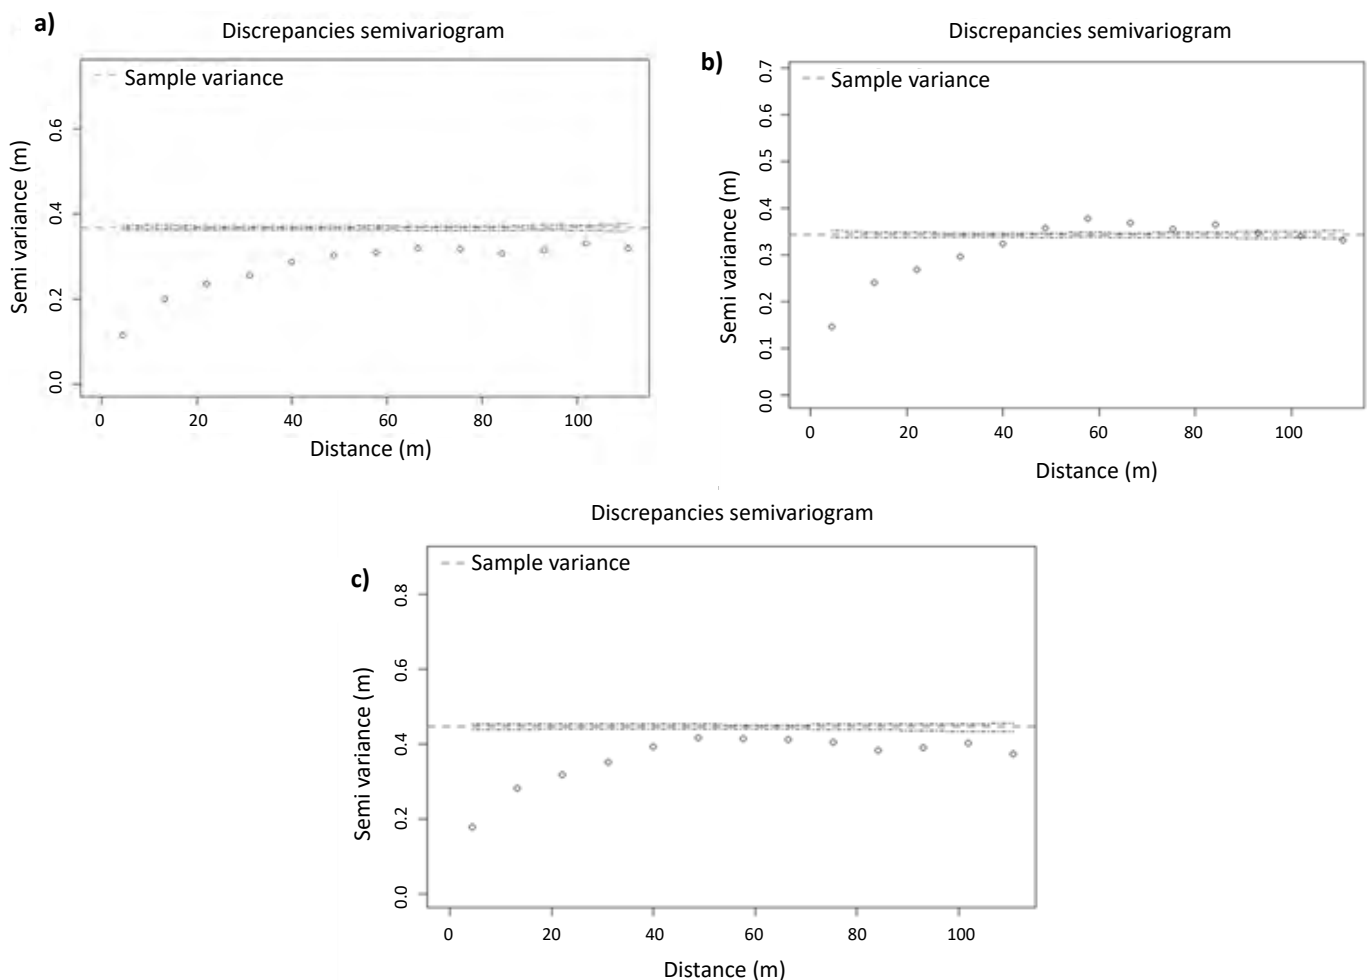 a)
Discrepancies semivariogram
Sample variance
Semi variance (m)
0.0
0.2
0.4
0.6
0 20 40 60 80 100
Distance (m)
b)
Discrepancies semivariogram
Sample variance
Semi variance (m)
0.0
0.1
0.2
0.3
0.4
0.5
0.6
0.7
0 20 40 60 80 100
Distance (m)
c)
Discrepancies semivariogram
Sample variance
Semi variance (m)
0.0
0.2
0.4
0.6
0.8
0 20 40 60 80 100
Distance (m)